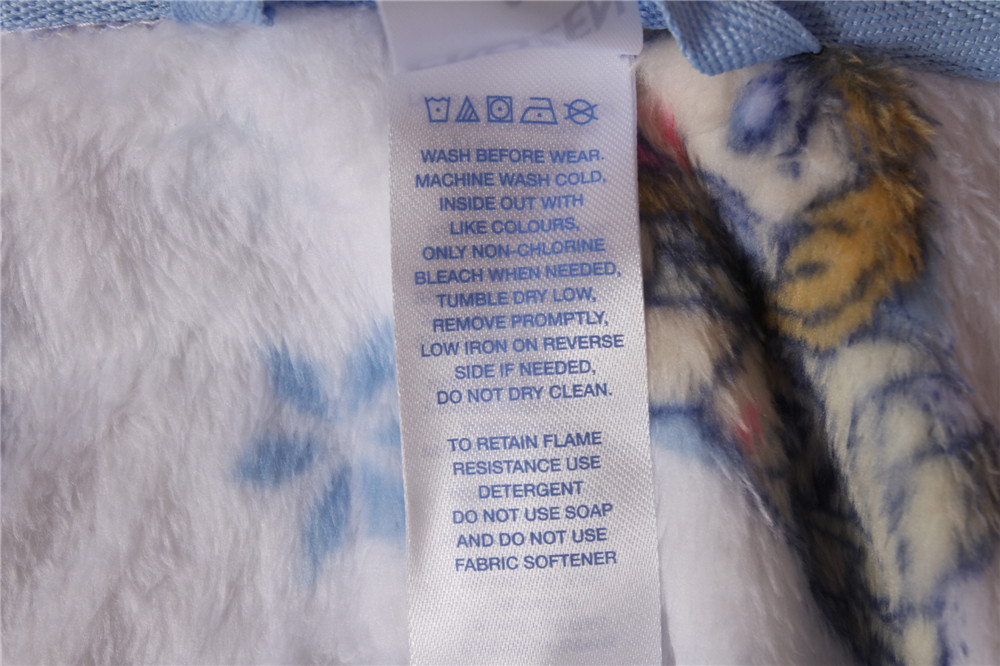 WASH BEFORE WEAR.
MACHINE WASH COLD,
INSIDE OUT WITH
LIKE COLOURS,
ONLY NON-CHLORINE
BLEACH WHEN NEEDED,
TUMBLE DRY LOW,
REMOVE PROMPTLY,
LOW IRON ON REVERSE
SIDE IF NEEDED,
DO NOT DRY CLEAN.
TO RETAIN FLAME
RESISTANCE USE
DETERGENT
DO NOT USE SOAP
AND DO NOT USE
FABRIC SOFTENER